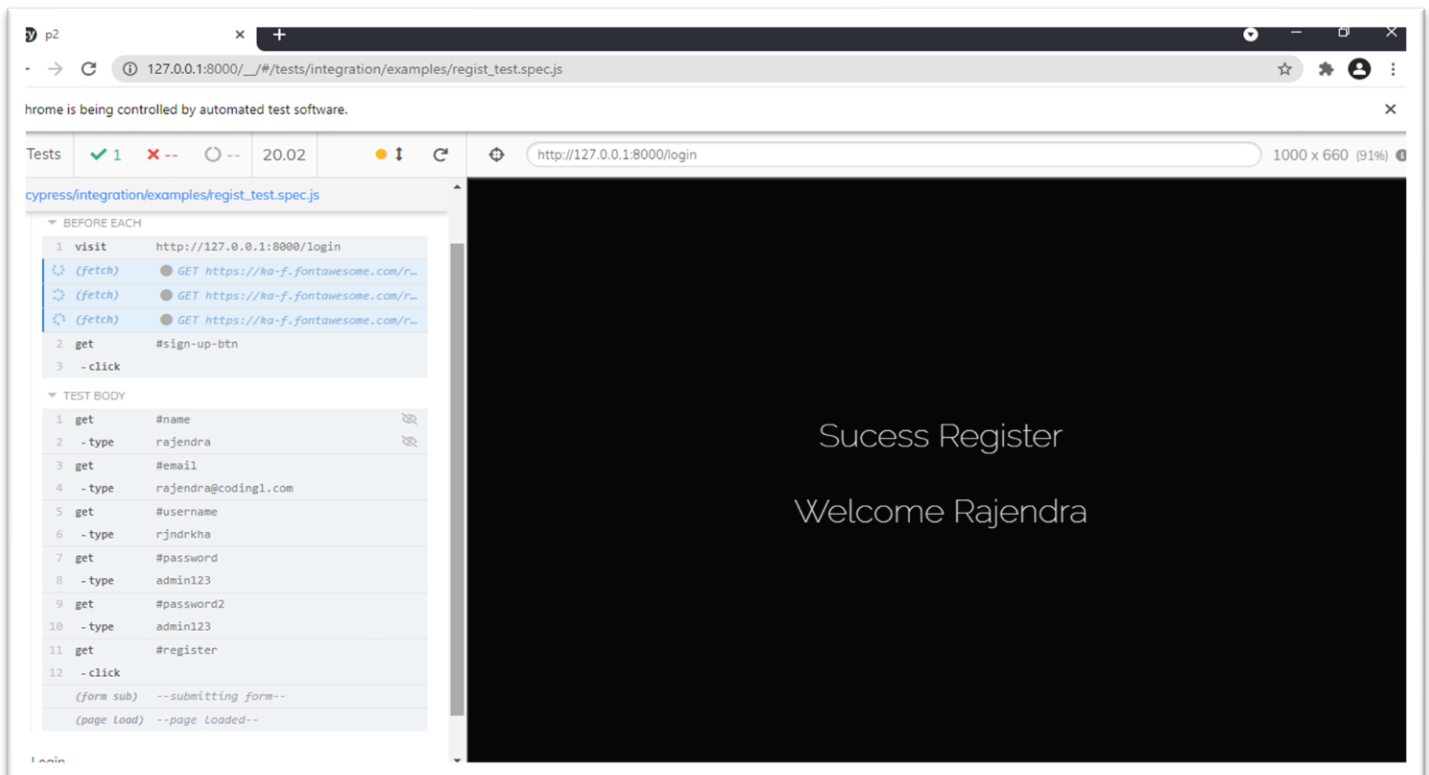 p2
127.0.0.1:8000/__/#/tests/integration/examples/regist_test.spec.js
hrome is being controlled by automated test software.
Tests 1 -- -- 20.02
http://127.0.0.1:8000/login
1000 x 660 (91%)
cypress/integration/examples/regist_test.spec.js
BEFORE EACH
1 visit http://127.0.0.1:8000/login
(fetch) GET https://ka-f.fontawesome.com/r…
(fetch) GET https://ka-f.fontawesome.com/r…
(fetch) GET https://ka-f.fontawesome.com/r…
2 get #sign-up-btn
3 -click
TEST BODY
1 get #name
2 -type rajendra
3 get #email
4 -type rajendra@codingl.com
5 get #username
6 -type rjndrkha
7 get #password
8 -type admin123
9 get #password2
10 -type admin123
11 get #register
12 -click
(form sub) --submitting form--
(page load) --page loaded--
Login
Sucess Register
Welcome Rajendra